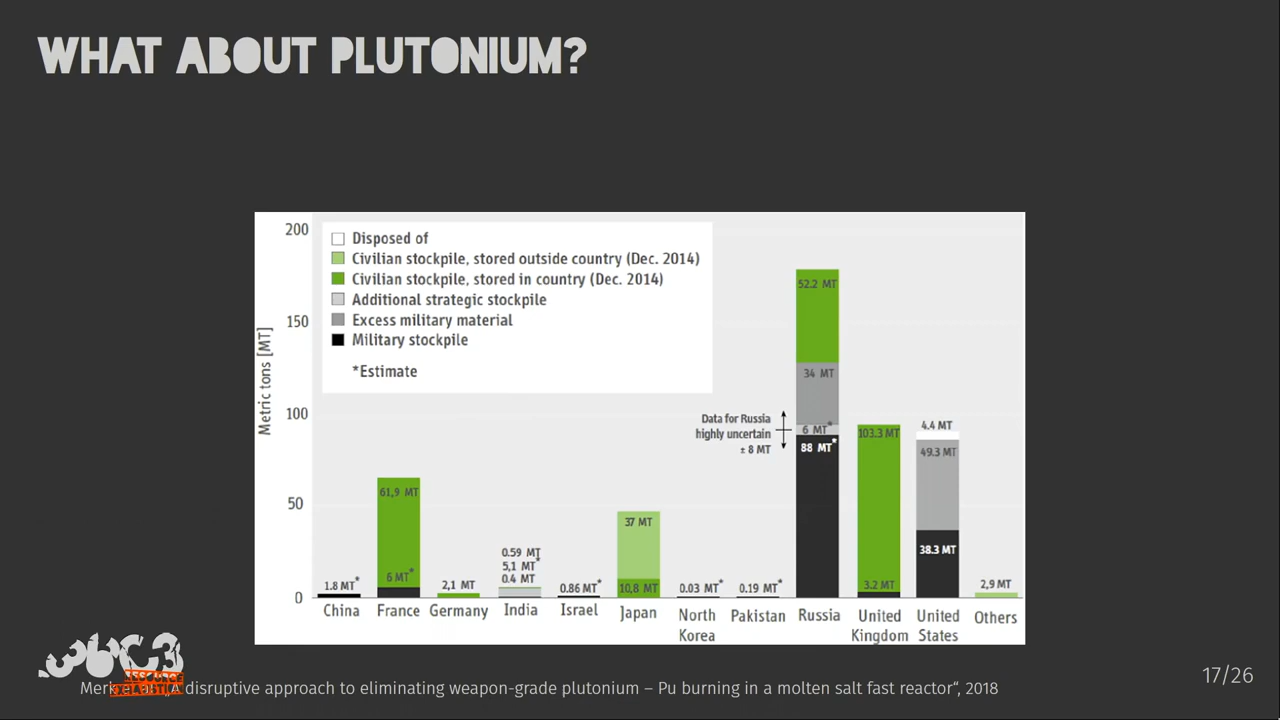 WHAT ABOUT PLUTONIUM?
200
150
100
50
0
Metric tons [MT]
Disposed of
Civilian stockpile, stored outside country (Dec. 2014)
Civilian stockpile, stored in country (Dec. 2014)
Additional strategic stockpile
Excess military material
Military stockpile
*Estimate
Data for Russia
highly uncertain
± 8 MT
1.8 MT*
61,9 MT
6 MT*
2,1 MT
0.59 MT
5,1 MT*
0.4 MT
0.86 MT*
37 MT
10,8 MT
0.03 MT*
0.19 MT*
52.2 MT
34 MT
6 MT*
88 MT*
103.3 MT
3.2 MT
4.4 MT
49.3 MT
38.3 MT
2,9 MT
China
France
Germany
India
Israel
Japan
North
Korea
Pakistan
Russia
United
Kingdom
United
States
Others
36C3
RESOURCE
EXHAUSTION
"A disruptive approach to eliminating weapon-grade plutonium – Pu burning in a molten salt fast reactor“, 2018
17/26